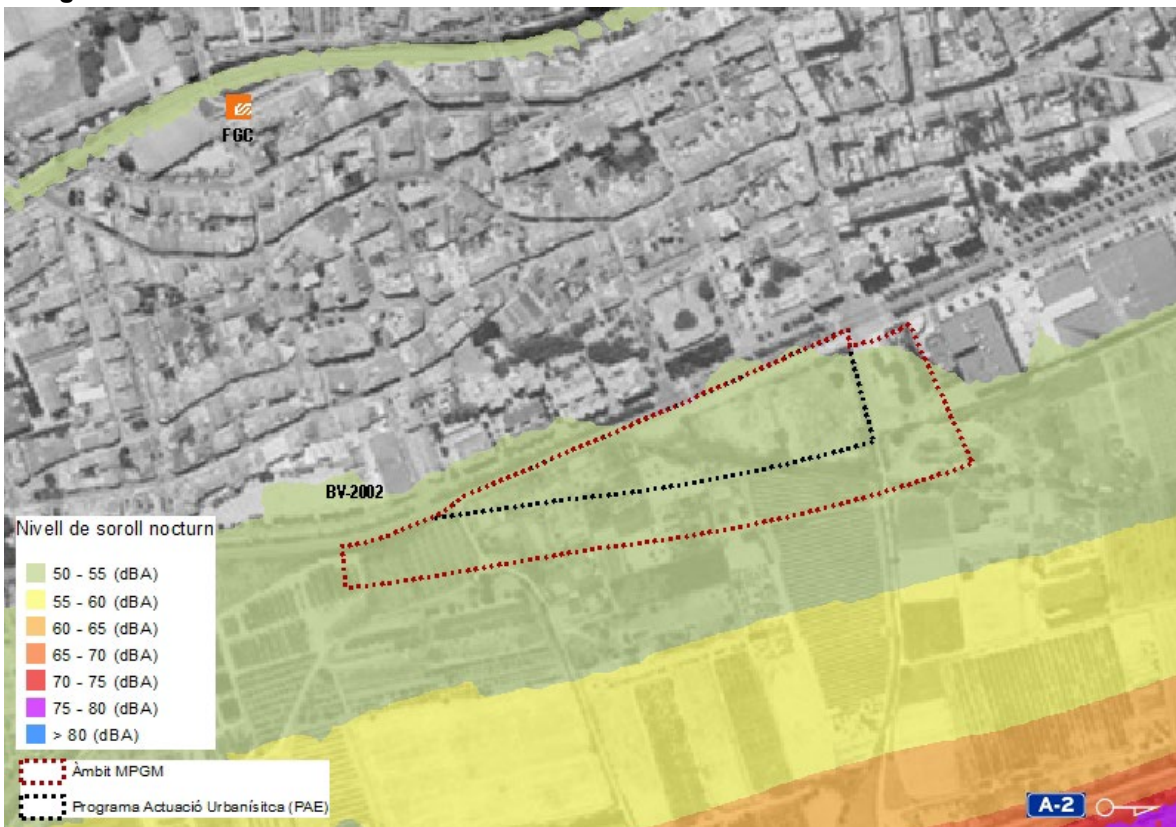 FGC
BV-2002
Nivell de soroll nocturn
50 - 55 (dBA)
55 - 60 (dBA)
60 - 65 (dBA)
65 - 70 (dBA)
70 - 75 (dBA)
75 - 80 (dBA)
> 80 (dBA)
Àmbit MPGM
Programa Actuació Urbanísitca (PAE)
A-2